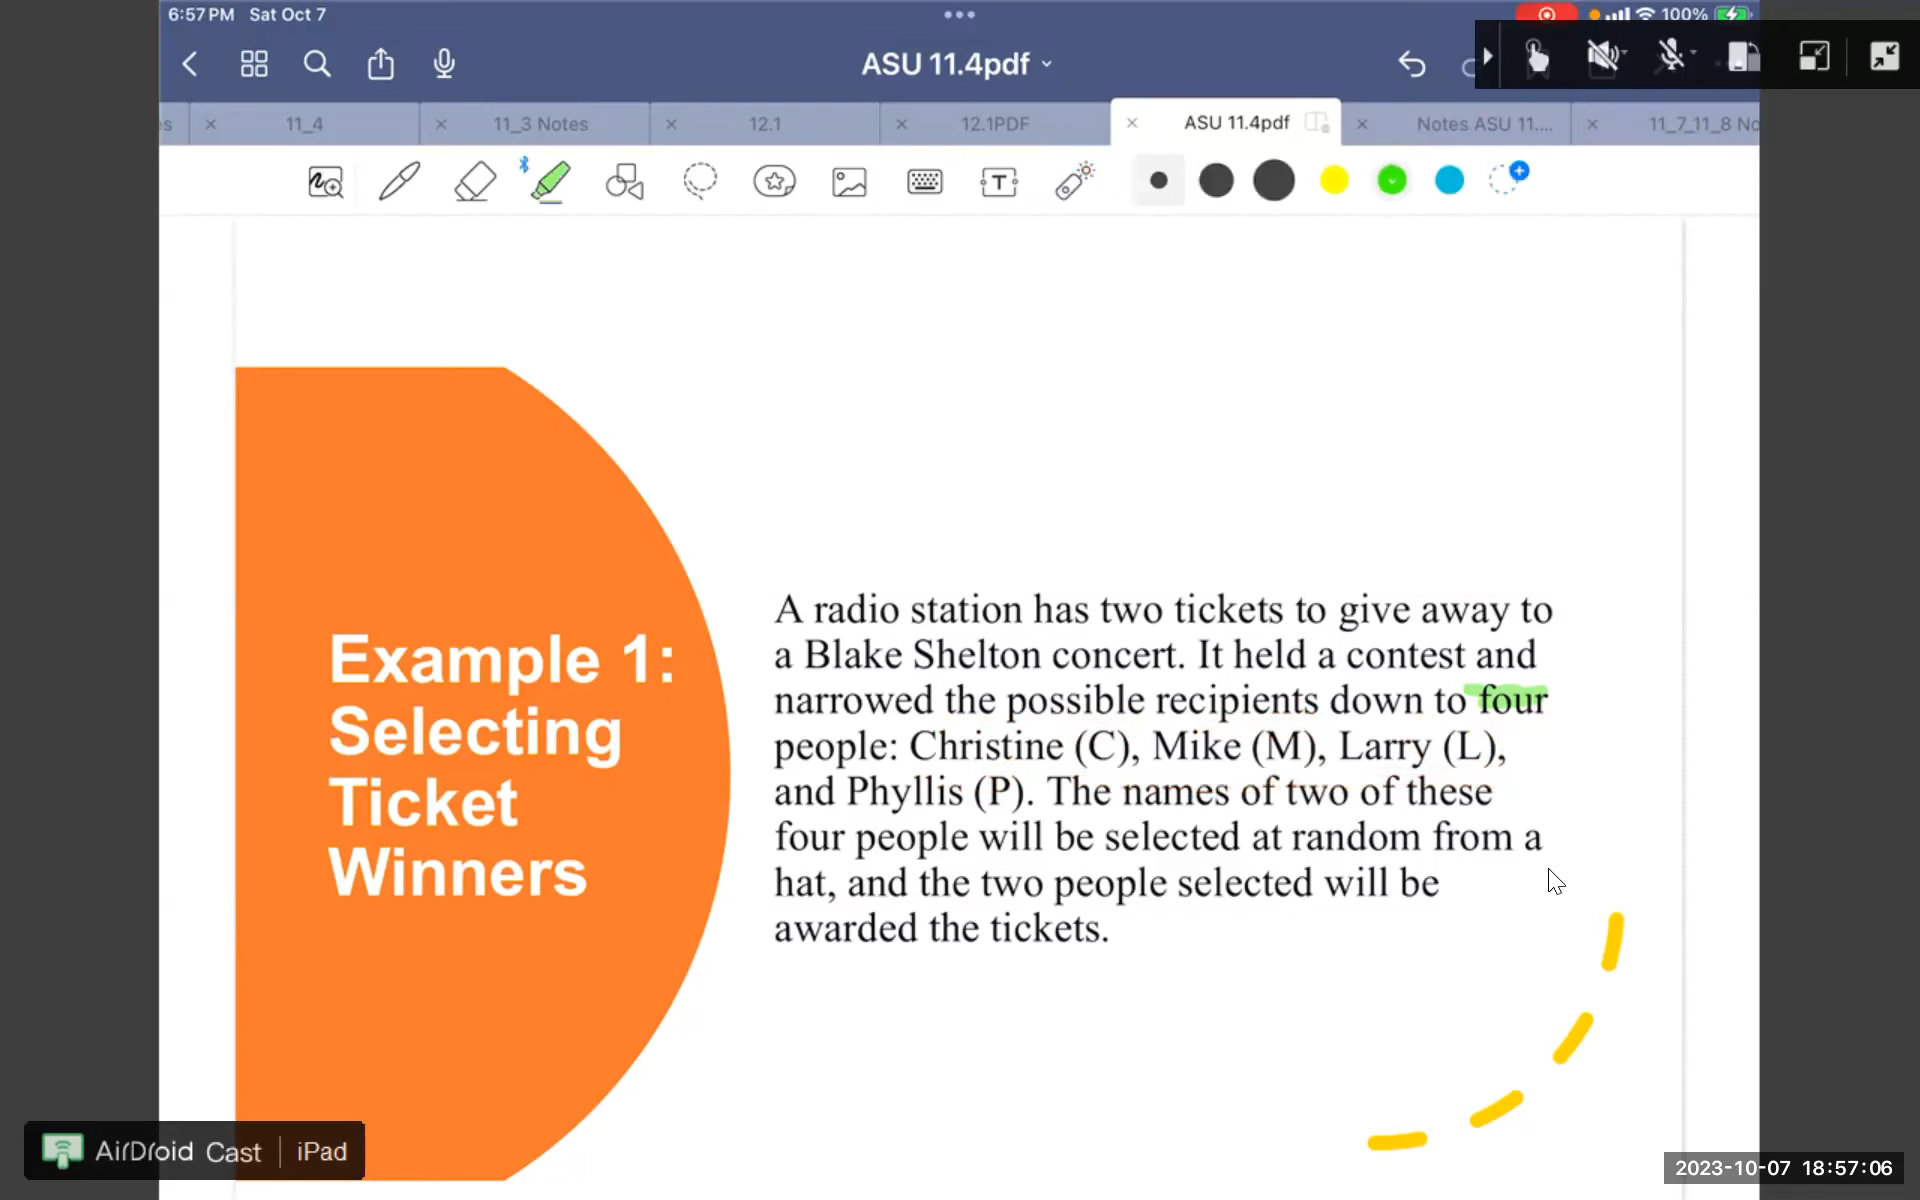 6:57 PM Sat Oct 7
100%
ASU 11.4pdf
11_4
11_3 Notes
12.1
12.1PDF
ASU 11.4pdf
Notes ASU 11....
11_7_11_8 No
T
Example 1:
Selecting
Ticket
Winners
A radio station has two tickets to give away to
a Blake Shelton concert. It held a contest and
narrowed the possible recipients down to four
people: Christine (C), Mike (M), Larry (L),
and Phyllis (P). The names of two of these
four people will be selected at random from a
hat, and the two people selected will be
awarded the tickets.
AirDroid Cast | iPad
2023-10-07 18:57:06